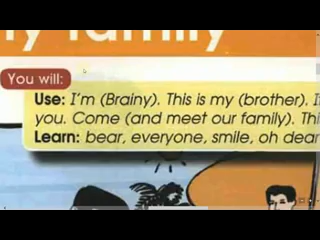 family
You will:
Use: I'm (Brainy). This is my (brother).
you. Come (and meet our family).
Learn: bear, everyone, smile, oh dear